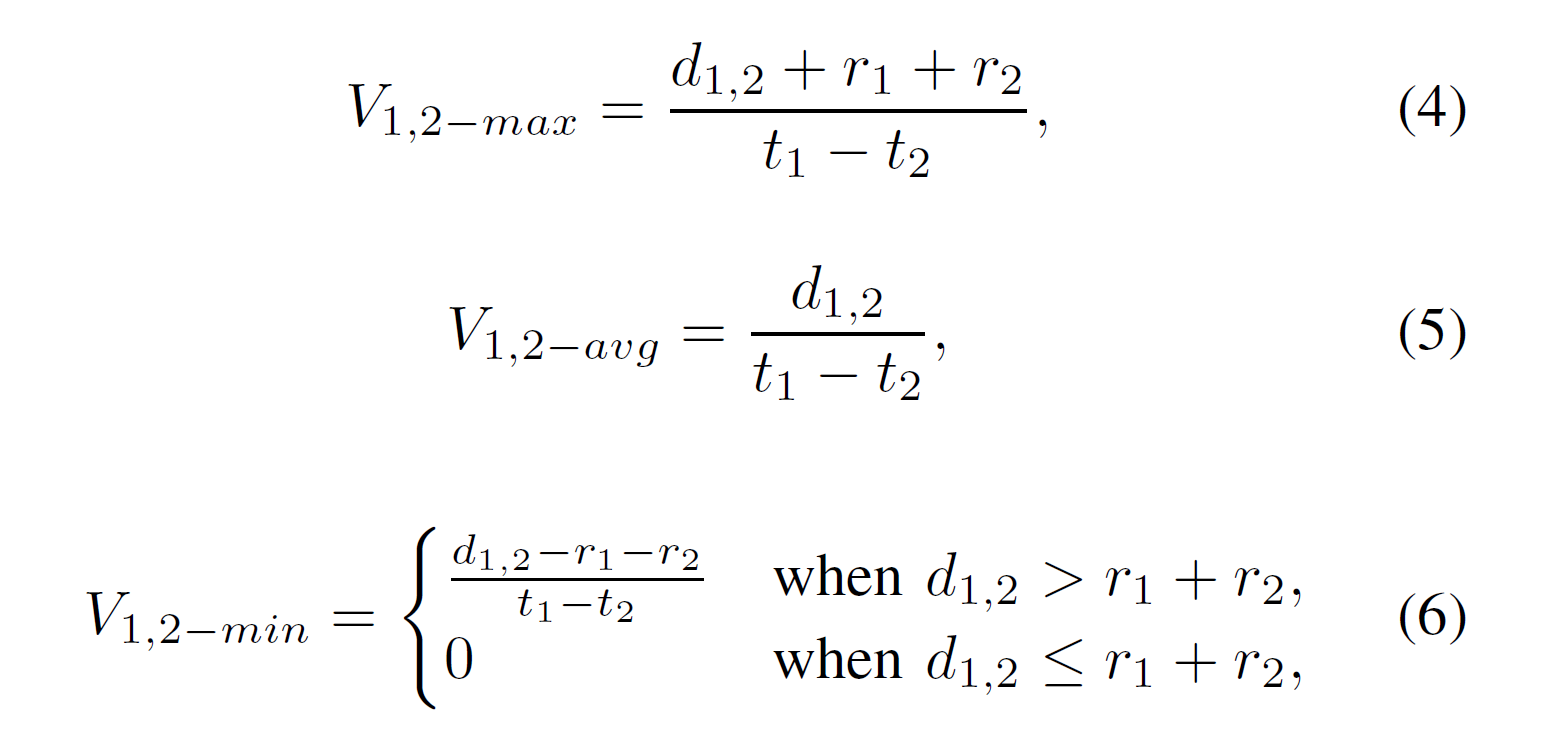 V_{1,2-max} = \frac{d_{1,2} + r_1 + r_2}{t_1 - t_2}, (4)
V_{1,2-avg} = \frac{d_{1,2}}{t_1 - t_2}, (5)
V_{1,2-min} = \begin{cases} \frac{d_{1,2} - r_1 - r_2}{t_1 - t_2} & \text{when } d_{1,2} > r_1 + r_2, \\ 0 & \text{when } d_{1,2} \leq r_1 + r_2, \end{cases} (6)